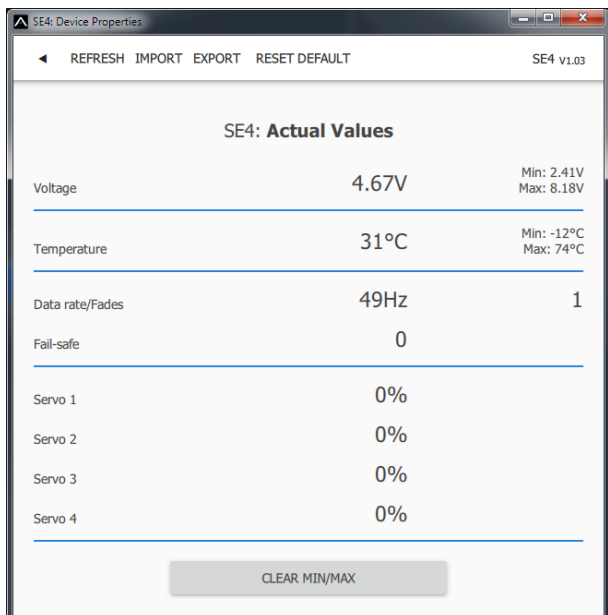 SE4: Device Properties
◄ REFRESH IMPORT EXPORT RESET DEFAULT SE4 V1.03
SE4: Actual Values
Voltage 4.67V Min: 2.41V
Max: 8.18V
Temperature 31°C Min: -12°C
Max: 74°C
Data rate/Fades 49Hz 1
Fail-safe 0
Servo 1 0%
Servo 2 0%
Servo 3 0%
Servo 4 0%
CLEAR MIN/MAX